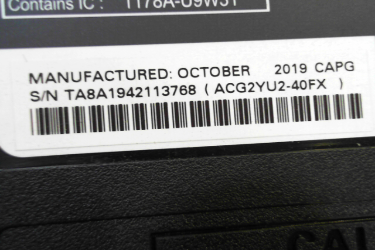 Contains IC : 1178A-U9W31
MANUFACTURED: OCTOBER 2019 CAPG
S/N TA8A1942113768 ( ACG2YU2-40FX )